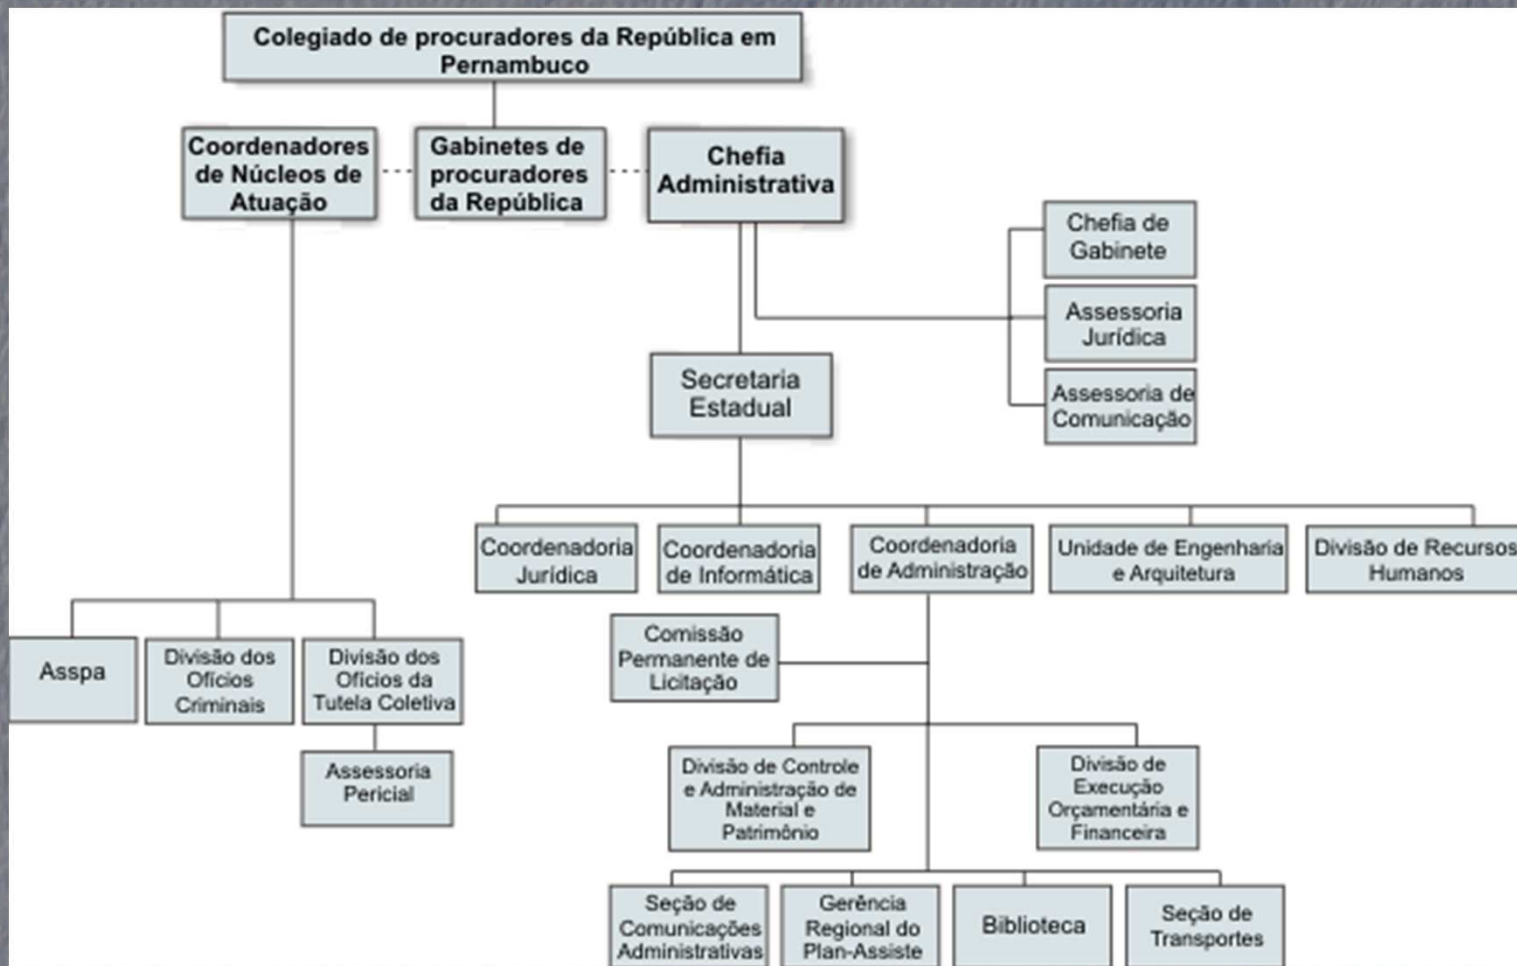 Colegiado de procuradores da República em
Pernambuco
Coordenadores
de Núcleos de
Atuação
Gabinetes de
procuradores
da República
Chefia
Administrativa
Chefia de
Gabinete
Assessoria
Jurídica
Assessoria de
Comunicação
Secretaria
Estadual
Coordenadoria
Jurídica
Coordenadoria
de Informática
Coordenadoria
de Administração
Unidade de Engenharia
e Arquitetura
Divisão de Recursos
Humanos
Comissão
Permanente de
Licitação
Asspa
Divisão dos
Ofícios
Criminais
Divisão dos
Ofícios da
Tutela Coletiva
Assessoria
Pericial
Divisão de Controle
e Administração de
Material e
Patrimônio
Divisão de
Execução
Orçamentária e
Financeira
Seção de
Comunicações
Administrativas
Gerência
Regional do
Plan-Assiste
Biblioteca
Seção de
Transportes